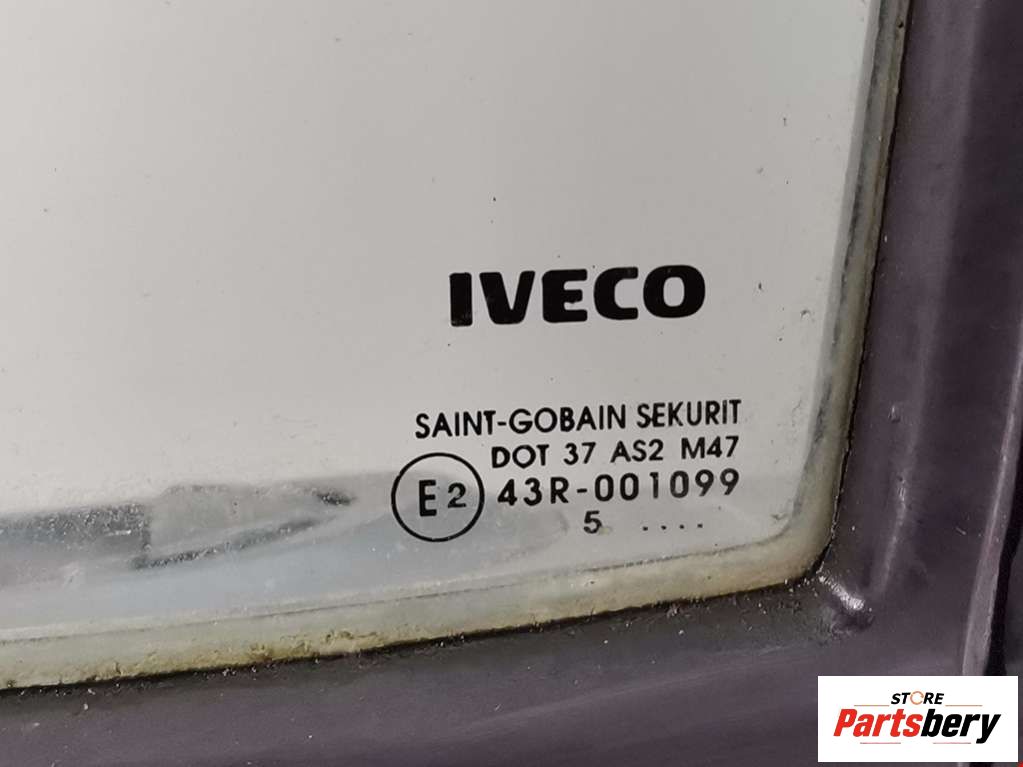 IVECO
SAINT-GOBAIN SEKURIT
DOT 37 AS2 M47
E2 43R-001099
5 ....
STORE
Partsbery